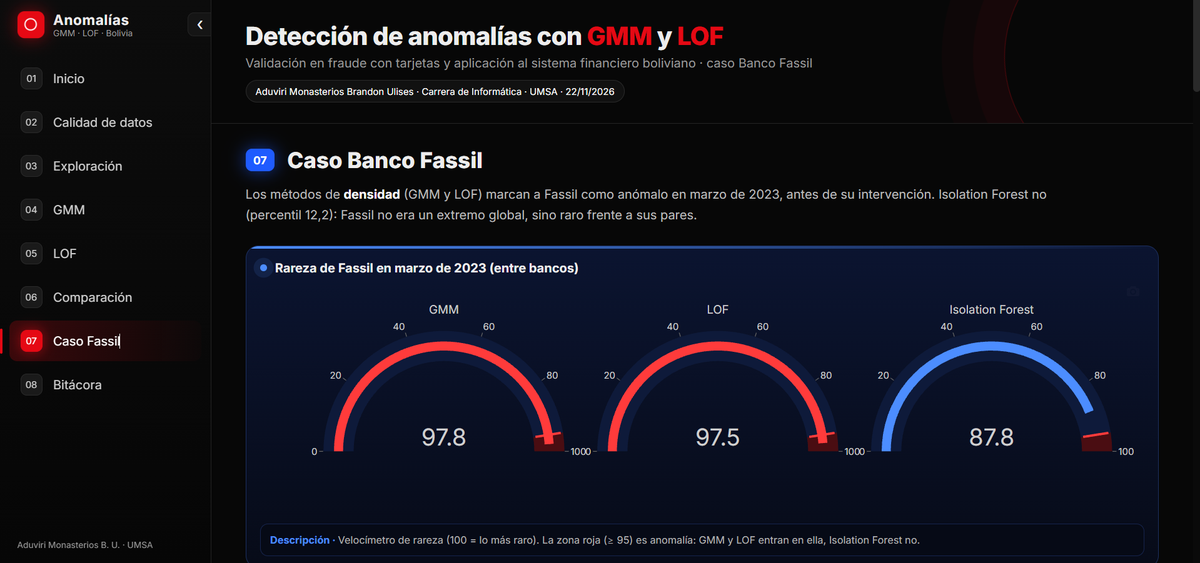 Anomalías
GMM · LOF · Bolivia
01 Inicio
02 Calidad de datos
03 Exploración
04 GMM
05 LOF
06 Comparación
07 Caso Fassil
08 Bitácora
Aduviri Monasterios B. U. · UMSA
Detección de anomalías con GMM y LOF
Validación en fraude con tarjetas y aplicación al sistema financiero boliviano · caso Banco Fassil
Aduviri Monasterios Brandon Ulises · Carrera de Informática · UMSA · 22/11/2026
07 Caso Banco Fassil
Los métodos de densidad (GMM y LOF) marcan a Fassil como anómalo en marzo de 2023, antes de su intervención. Isolation Forest no
(percentil 12,2): Fassil no era un extremo global, sino raro frente a sus pares.
Rareza de Fassil en marzo de 2023 (entre bancos)
GMM
0
20
40
60
80
100
97.8
LOF
0
20
40
60
80
100
97.5
Isolation Forest
0
20
40
60
80
100
87.8
Descripción · Velocímetro de rareza (100 = lo más raro). La zona roja (≥ 95) es anomalía: GMM y LOF entran en ella, Isolation Forest no.